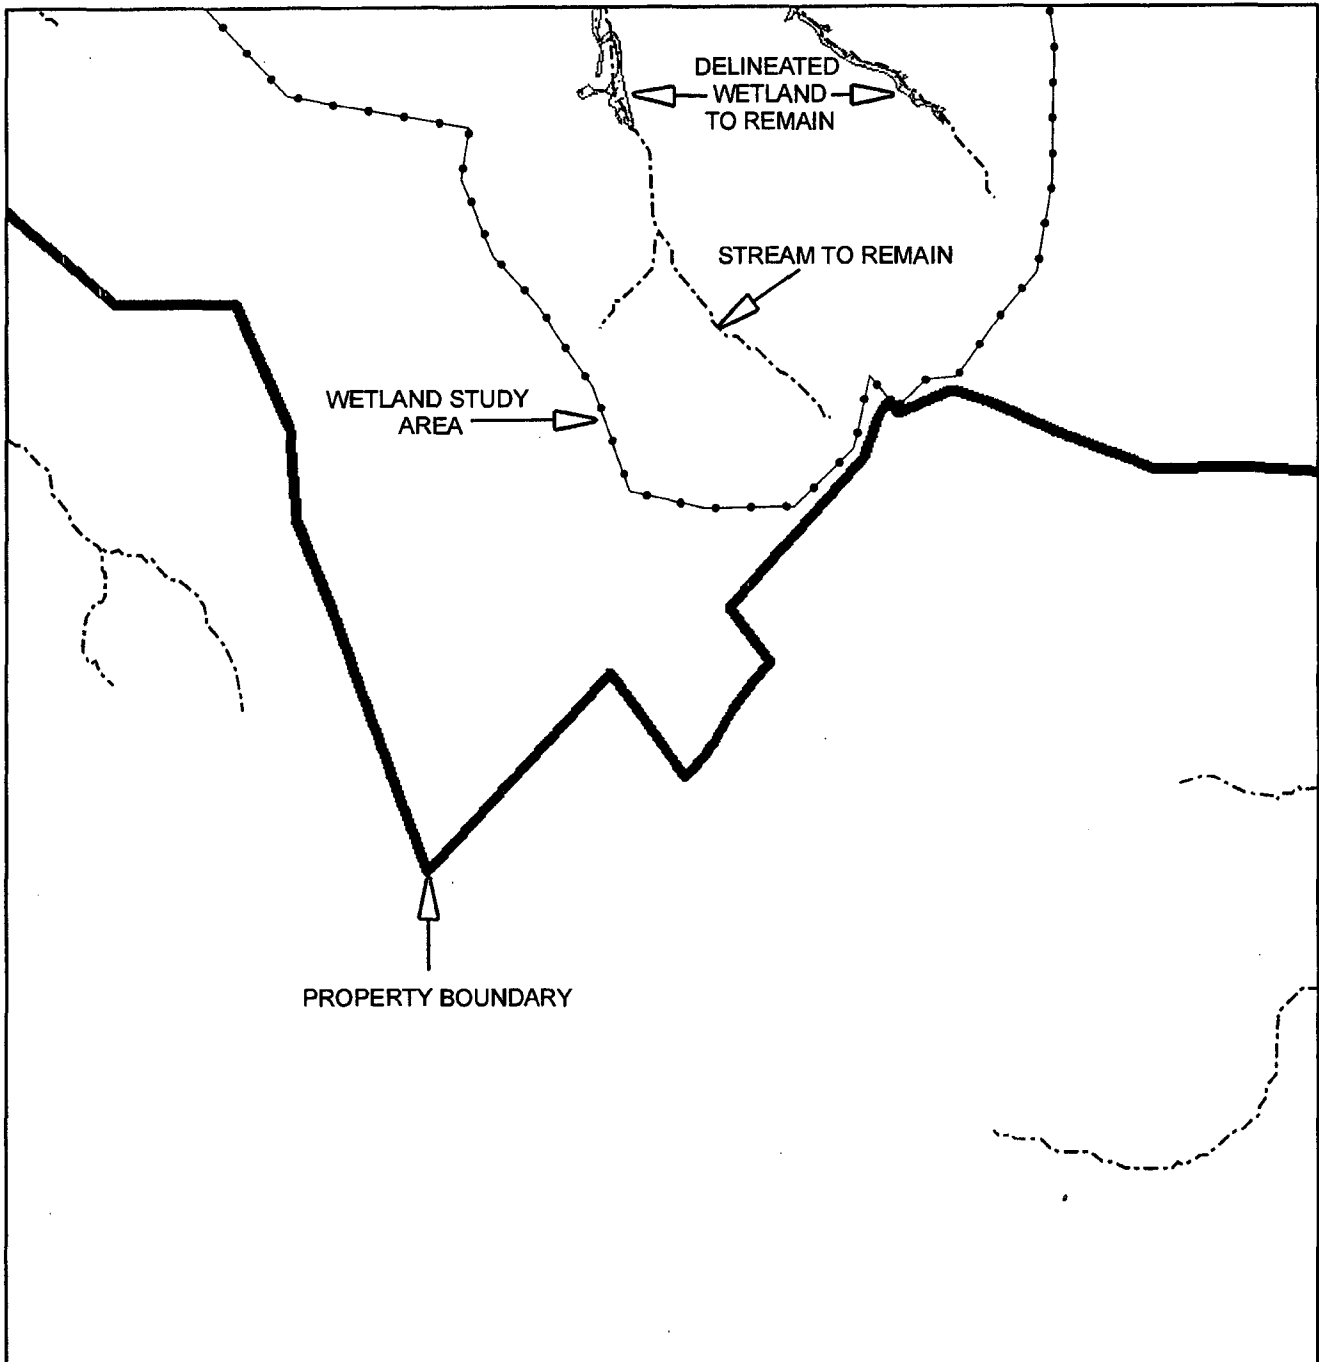 DELINEATED
WETLAND
TO REMAIN
STREAM TO REMAIN
WETLAND STUDY
AREA
PROPERTY BOUNDARY